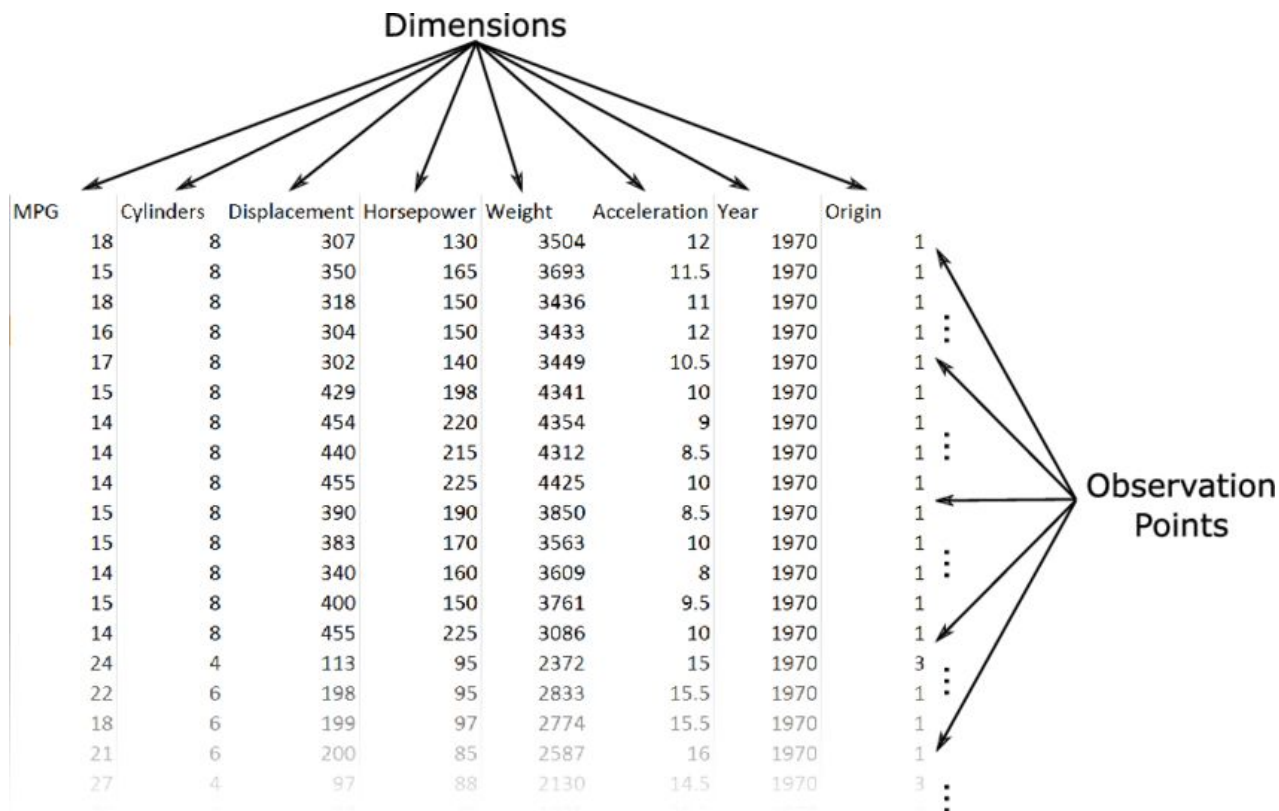 Dimensions
MPG Cylinders Displacement Horsepower Weight Acceleration Year Origin
18 8 307 130 3504 12 1970 1
15 8 350 165 3693 11.5 1970 1
18 8 318 150 3436 11 1970 1
16 8 304 150 3433 12 1970 1
17 8 302 140 3449 10.5 1970 1
15 8 429 198 4341 10 1970 1
14 8 454 220 4354 9 1970 1
14 8 440 215 4312 8.5 1970 1
14 8 455 225 4425 10 1970 1
15 8 390 190 3850 8.5 1970 1
15 8 383 170 3563 10 1970 1
14 8 340 160 3609 8 1970 1
15 8 400 150 3761 9.5 1970 1
14 8 455 225 3086 10 1970 1
24 4 113 95 2372 15 1970 3
22 6 198 95 2833 15.5 1970 1
18 6 199 97 2774 15.5 1970 1
21 6 200 85 2587 16 1970 1
27 4 97 88 2130 14.5 1970 3
Observation
Points